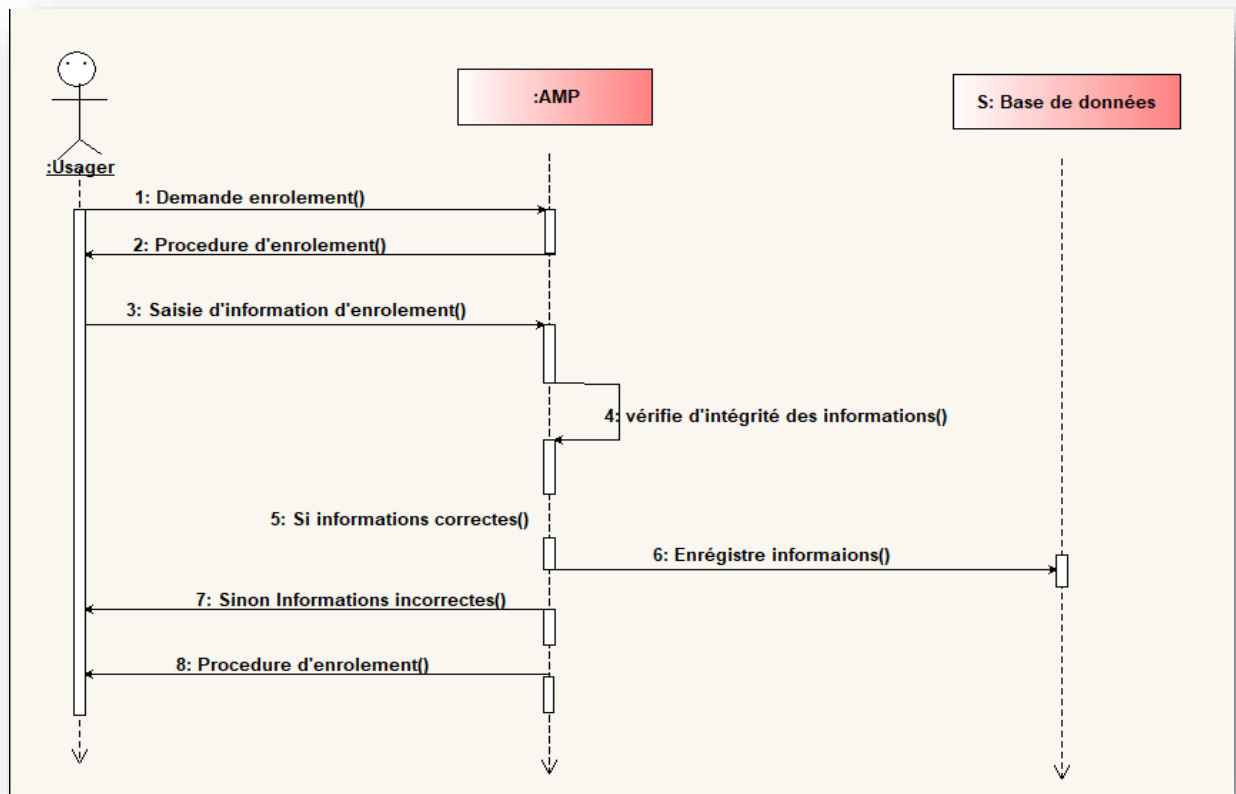 :AMP
S: Base de données
:Usager
1: Demande enrolement()
2: Procedure d'enrolement()
3: Saisie d'information d'enrolement()
4: vérifie d'intégrité des informations()
5: Si informations correctes()
6: Enrégistre informaions()
7: Sinon Informations incorrectes()
8: Procedure d'enrolement()